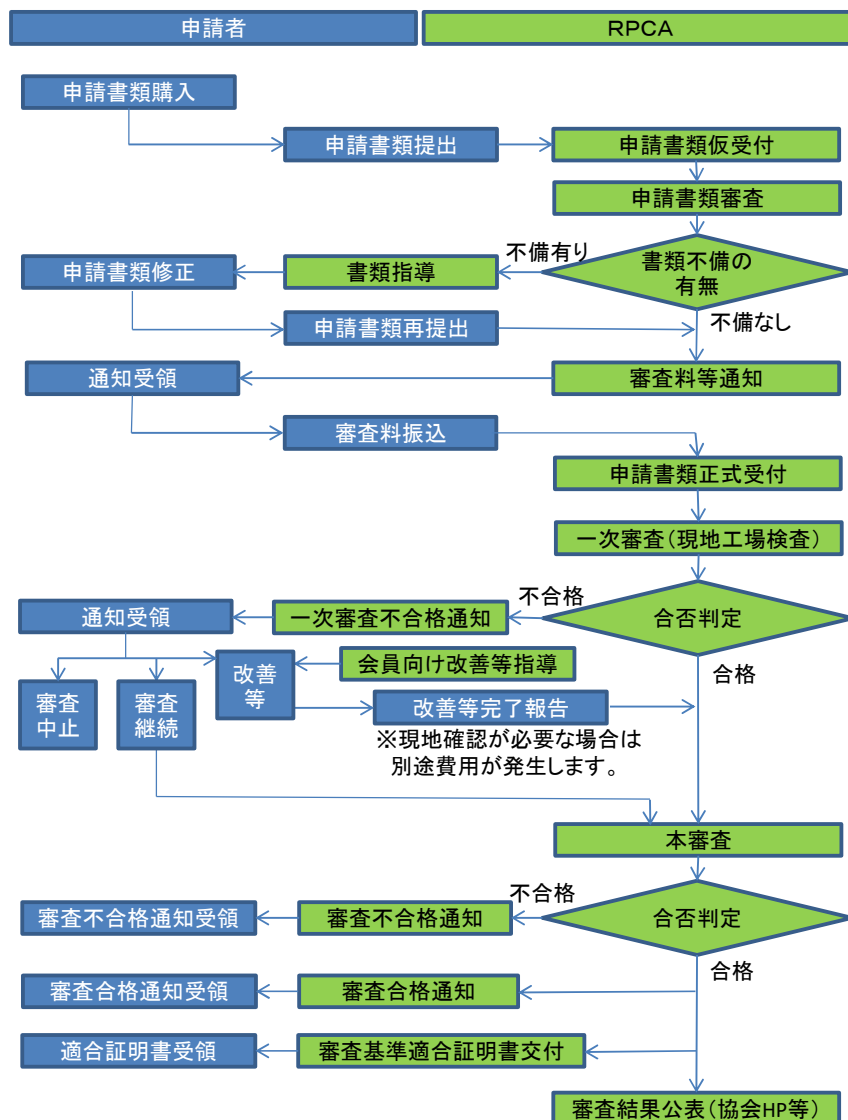 申請者
RPCA
申請書類購入
申請書類提出
申請書類仮受付
申請書類審査
不備有り
書類不備の
有無
書類指導
申請書類修正
申請書類再提出
不備なし
通知受領
審査料等通知
審査料振込
申請書類正式受付
一次審査(現地工場検査)
不合格
合否判定
一次審査不合格通知
通知受領
合格
会員向け改善等指導
改善
等
審査
中止
審査
継続
改善等完了報告
※現地確認が必要な場合は
別途費用が発生します。
本審査
不合格
合否判定
審査不合格通知
審査不合格通知受領
合格
審査合格通知受領
審査合格通知
適合証明書受領
審査基準適合証明書交付
審査結果公表(協会HP等)